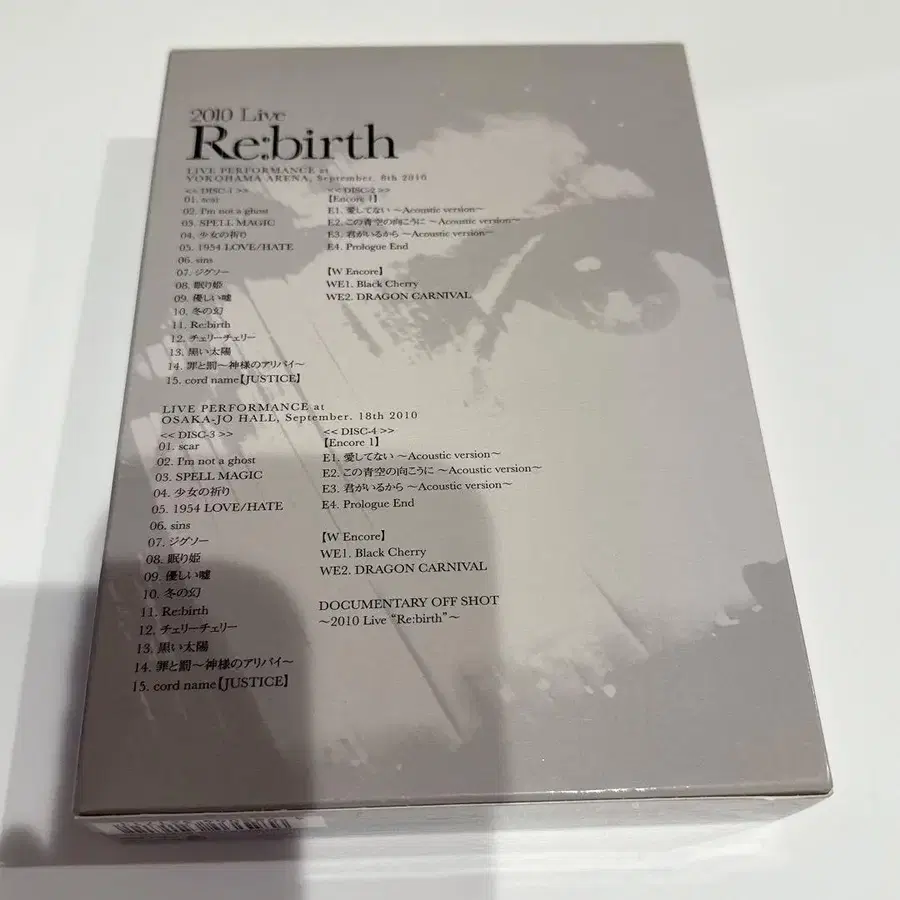 2010 Live
Re:birth
LIVE PERFORMANCE at
YOKOHAMA ARENA, September. 6th 2010
<< DISC-1 >>
01. scar
02. I'm not a ghost
03. SPELL MAGIC
04. 少女の祈り
05. 1954 LOVE/HATE
06. sins
07. ジグソー
08. 眠り姫
09. 優しい嘘
10. 冬の幻
11. Re:birth
12. チェリーチェリー
13. 黒い太陽
14. 罪と罰〜神様のアリバイ〜
15. cord name【JUSTICE】
<< DISC-2 >>
【Encore 1】
E1. 愛してない 〜Acoustic version〜
E2. この青空の向こうに 〜Acoustic version〜
E3. 君がいるから 〜Acoustic version〜
E4. Prologue End
【W Encore】
WE1. Black Cherry
WE2. DRAGON CARNIVAL
LIVE PERFORMANCE at
OSAKA-JO HALL, September. 18th 2010
<< DISC-3 >>
01. scar
02. I'm not a ghost
03. SPELL MAGIC
04. 少女の祈り
05. 1954 LOVE/HATE
06. sins
07. ジグソー
08. 眠り姫
09. 優しい嘘
10. 冬の幻
11. Re:birth
12. チェリーチェリー
13. 黒い太陽
14. 罪と罰〜神様のアリバイ〜
15. cord name【JUSTICE】
<< DISC-4 >>
【Encore 1】
E1. 愛してない 〜Acoustic version〜
E2. この青空の向こうに 〜Acoustic version〜
E3. 君がいるから 〜Acoustic version〜
E4. Prologue End
【W Encore】
WE1. Black Cherry
WE2. DRAGON CARNIVAL
DOCUMENTARY OFF SHOT
〜2010 Live "Re:birth"〜